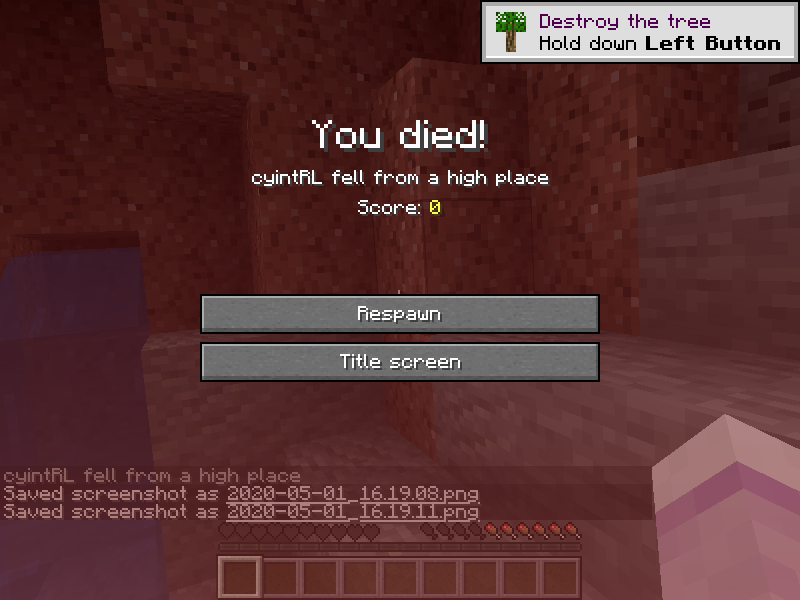 Destroy the tree
Hold down Left Button
You died!
cyintRL fell from a high place
Score: 0
Respawn
Title screen
cyintRL fell from a high place
Saved screenshot as 2020-05-01_16.19.08.png
Saved screenshot as 2020-05-01_16.19.11.png